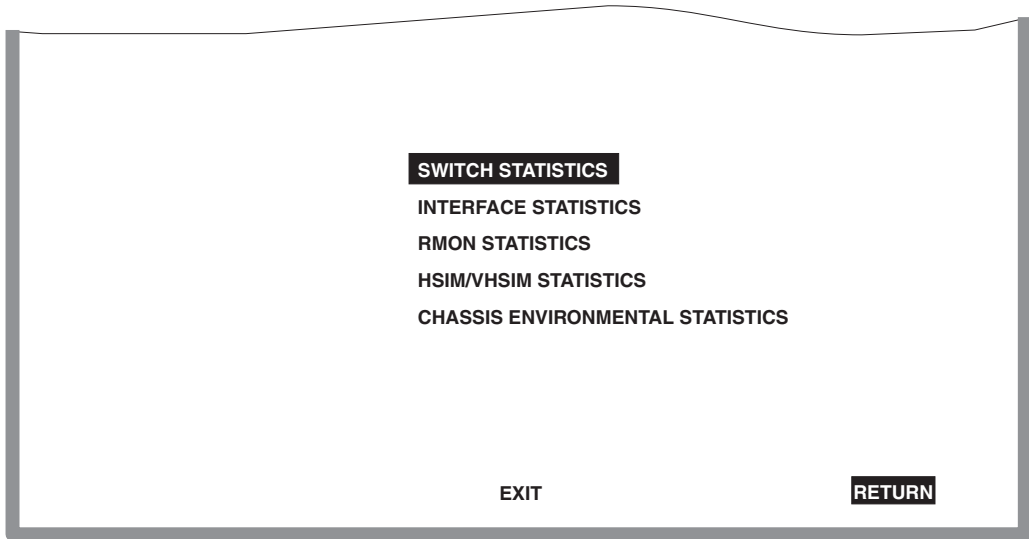 SWITCH STATISTICS
INTERFACE STATISTICS
RMON STATISTICS
HSIM/VHSIM STATISTICS
CHASSIS ENVIRONMENTAL STATISTICS
EXIT RETURN